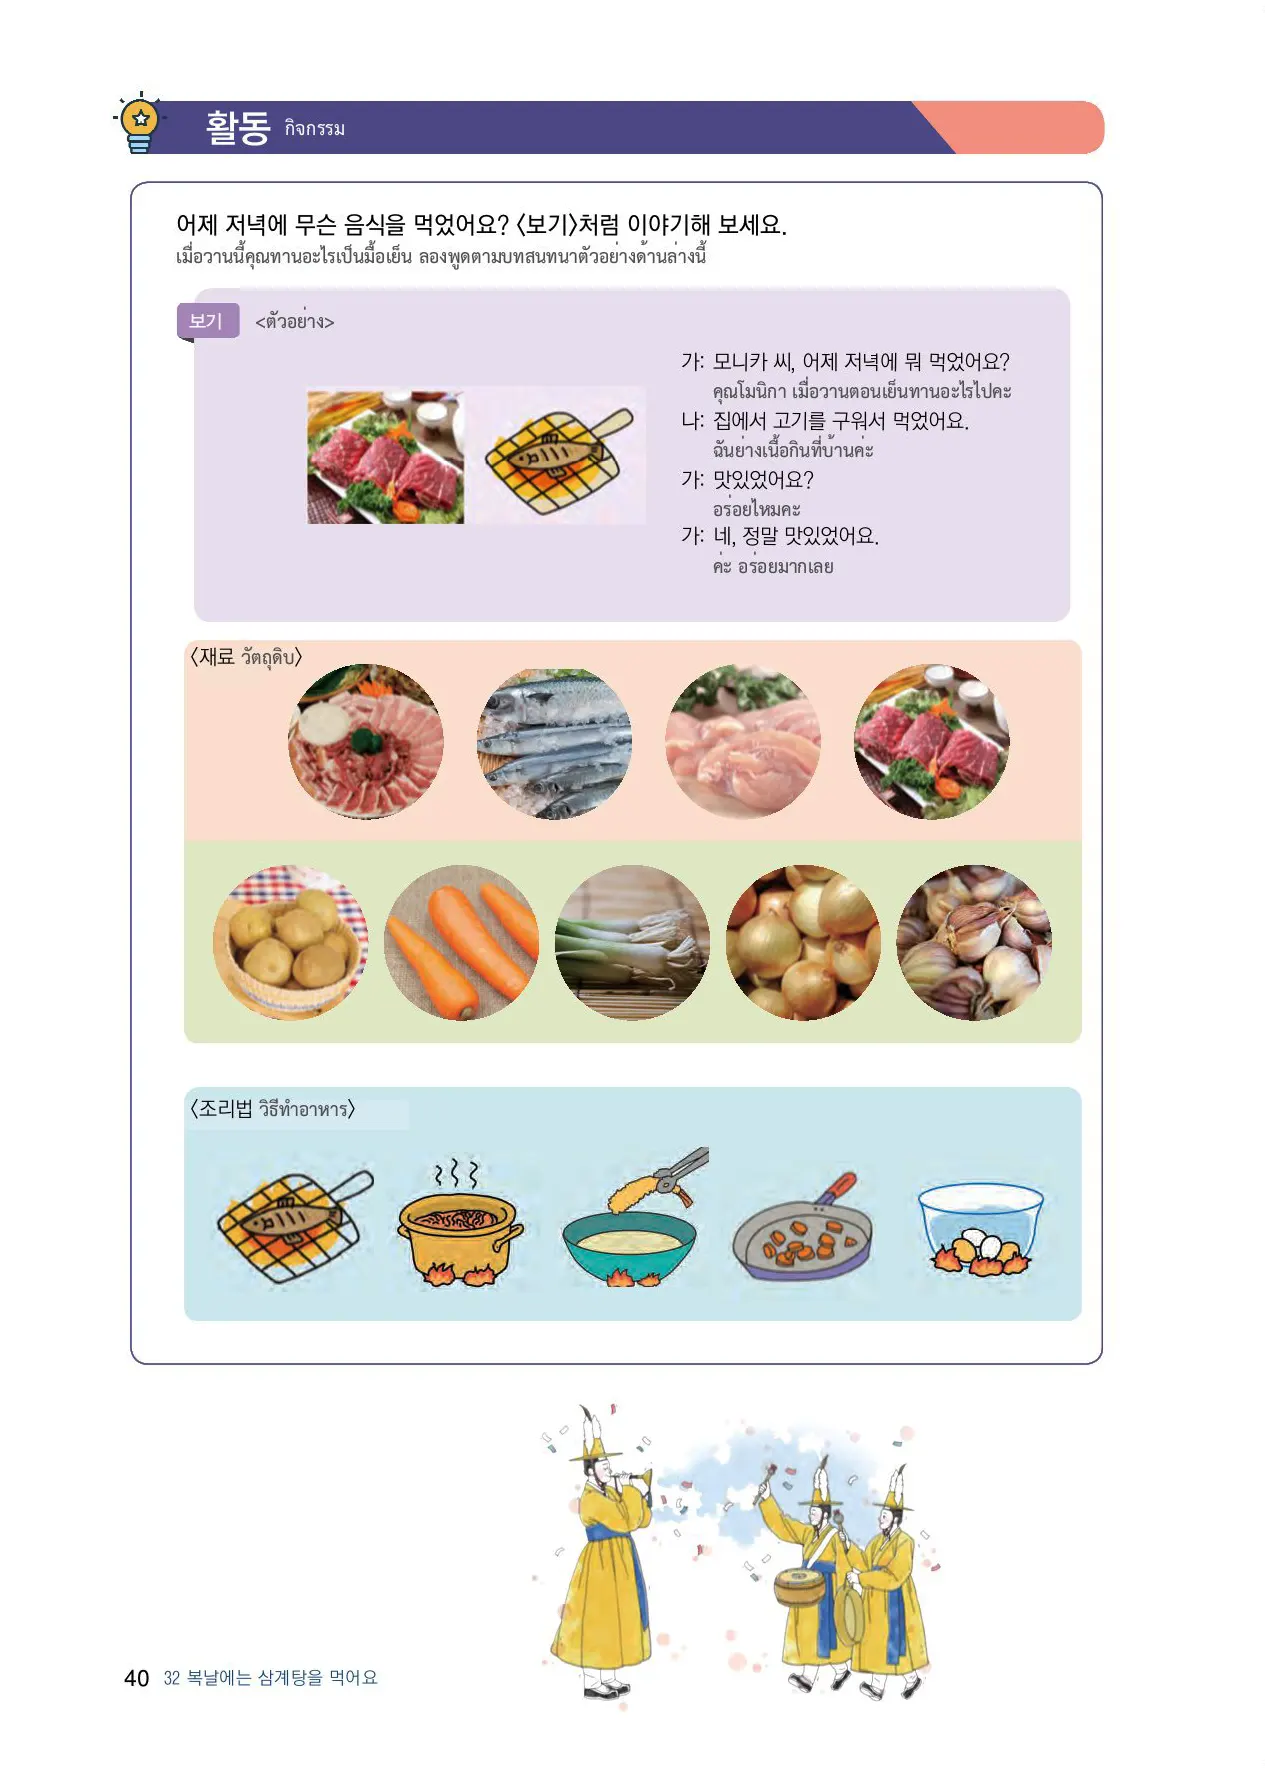 활동 กิจกรรม
어제 저녁에 무슨 음식을 먹었어요? 〈보기〉처럼 이야기해 보세요.
เมื่อวานนี้คุณทานอะไรเป็นมื้อเย็น ลองพูดตามบทสนทนาตัวอย่างด้านล่างนี้
보기 <ตัวอย่าง>
가: 모니카 씨, 어제 저녁에 뭐 먹었어요?
คุณโมนิกา เมื่อวานตอนเย็นทานอะไรไปคะ
나: 집에서 고기를 구워서 먹었어요.
ฉันย่างเนื้อกินที่บ้านค่ะ
가: 맛있었어요?
อร่อยไหมคะ
가: 네, 정말 맛있었어요.
ค่ะ อร่อยมากเลย
〈재료 วัตถุดิบ〉
〈조리법 วิธีทำอาหาร〉
40 32 복날에는 삼계탕을 먹어요